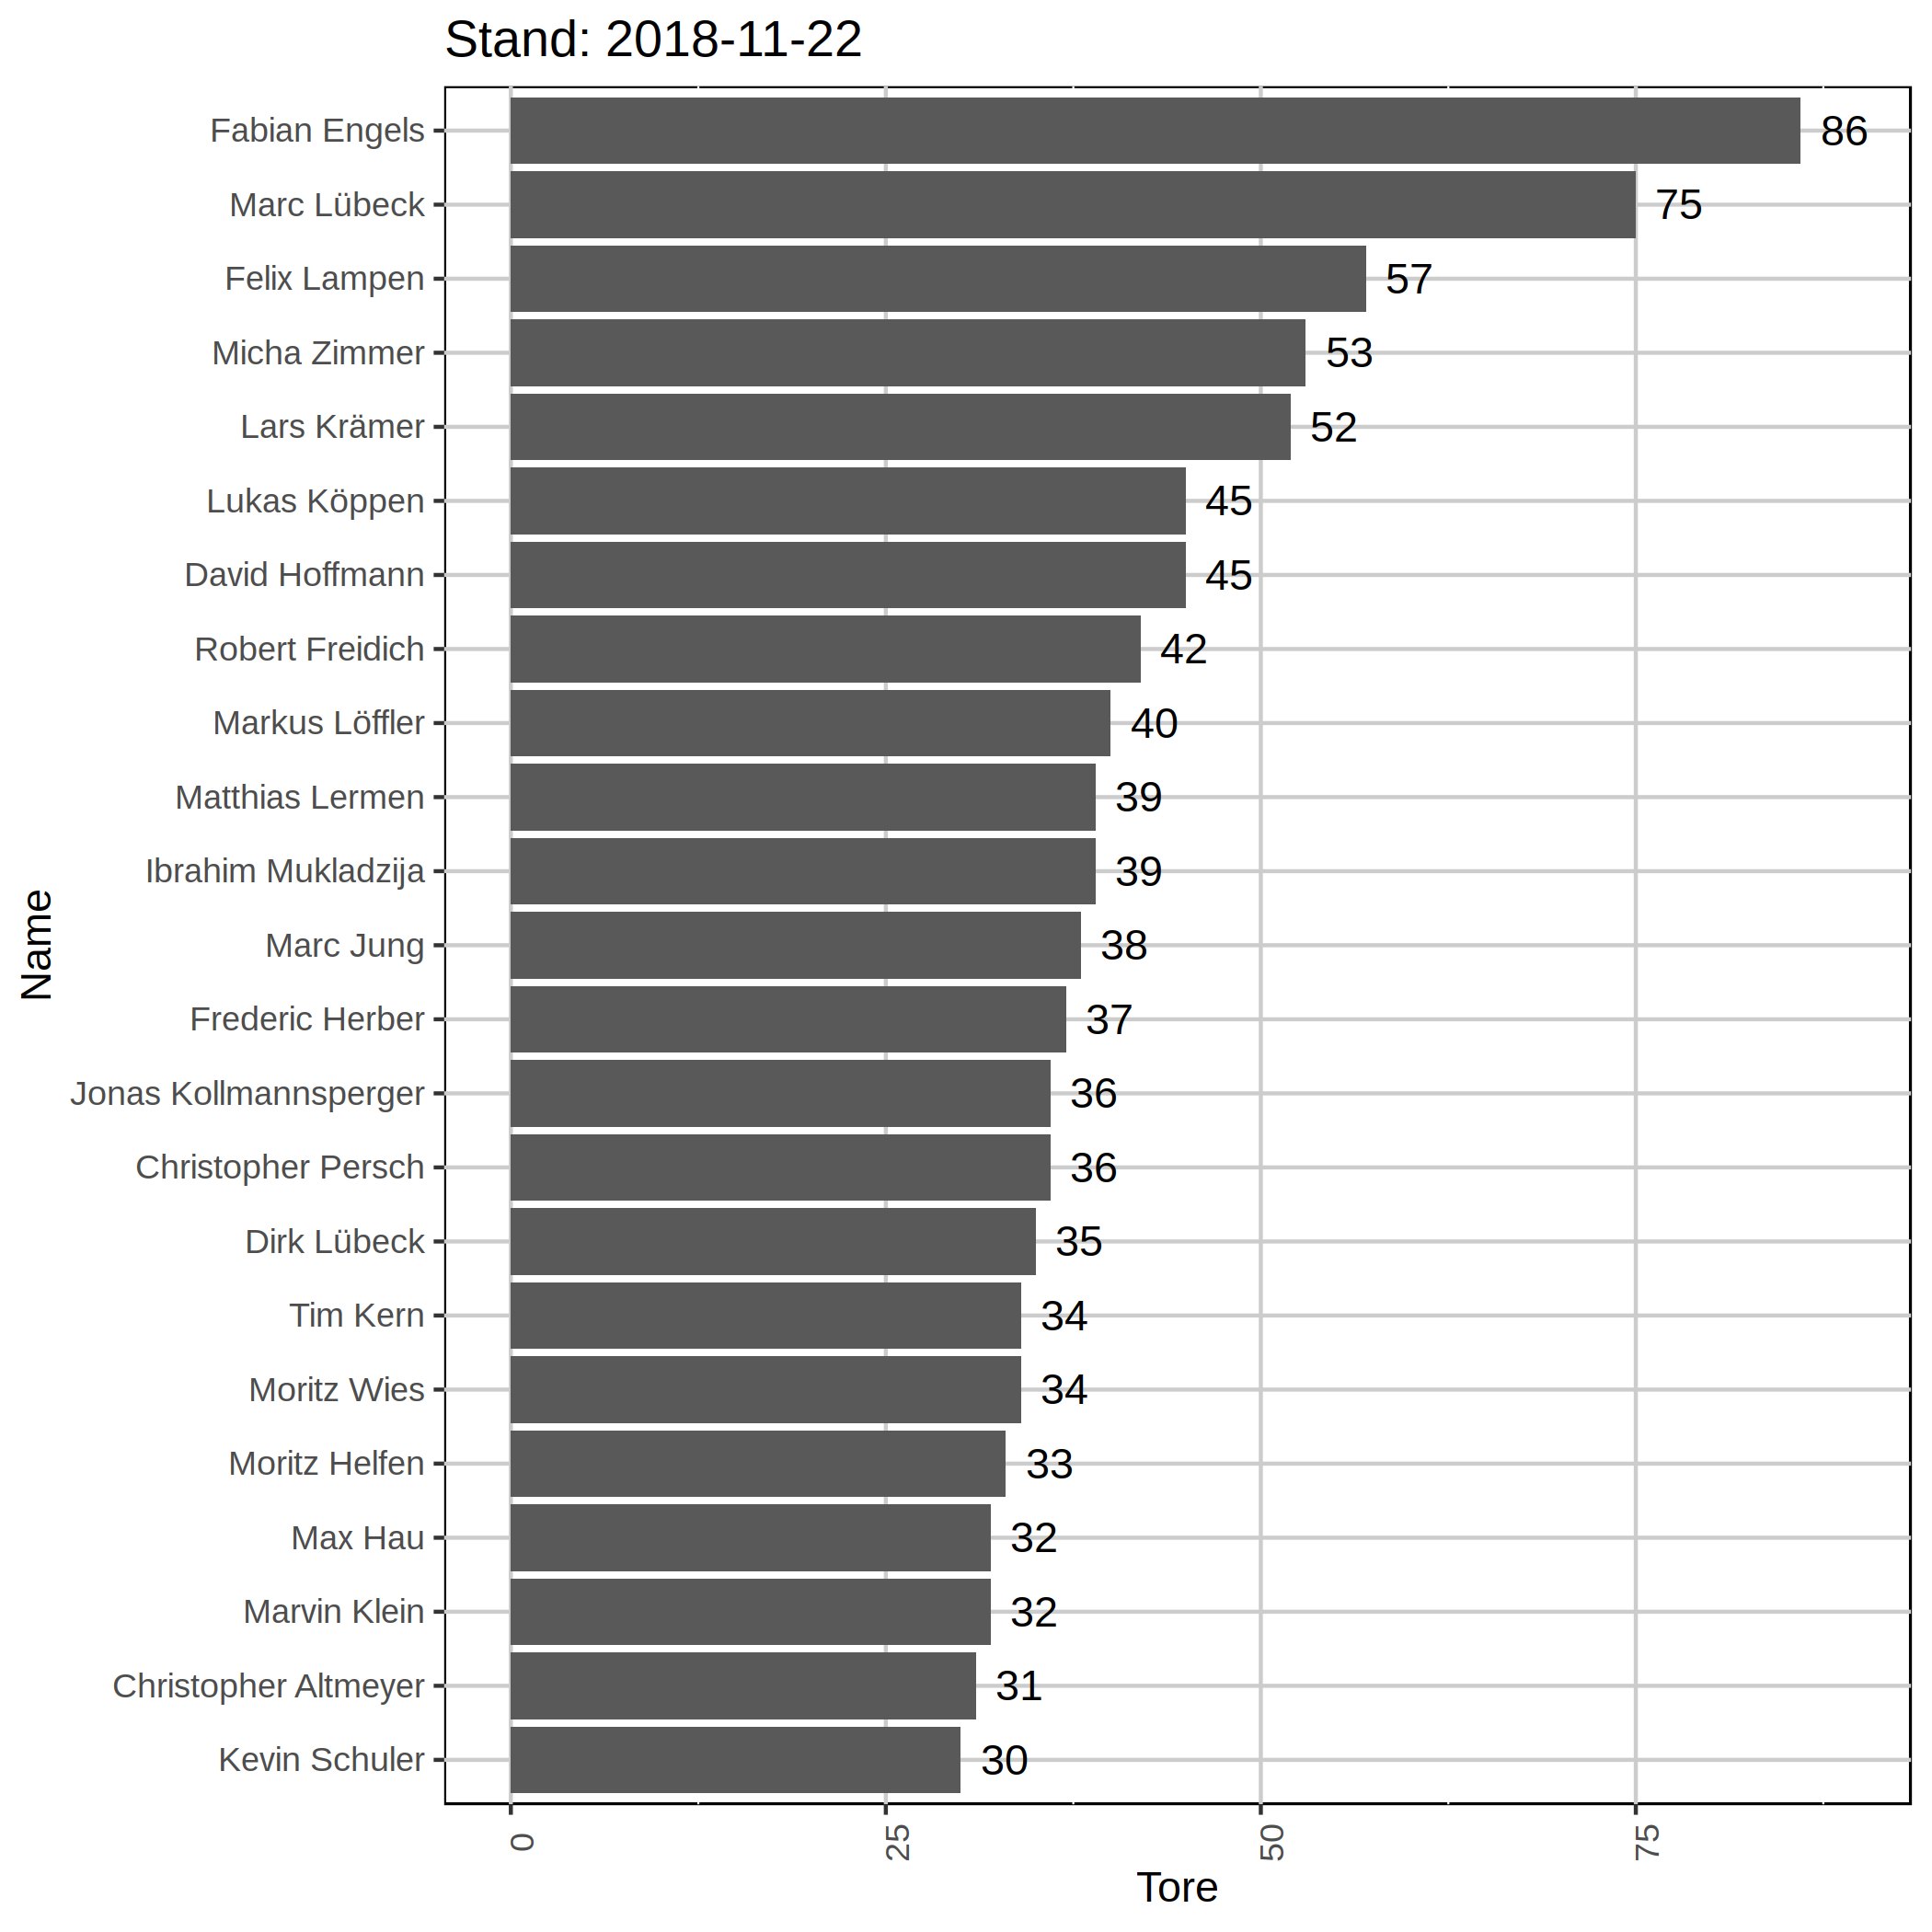 Stand: 2018-11-22
Fabian Engels 86
Marc Lübeck 75
Felix Lampen 57
Micha Zimmer 53
Lars Krämer 52
Lukas Köppen 45
David Hoffmann 45
Robert Freidich 42
Markus Löffler 40
Matthias Lermen 39
Ibrahim Mukladzija 39
Marc Jung 38
Frederic Herber 37
Jonas Kollmannsperger 36
Christopher Persch 36
Dirk Lübeck 35
Tim Kern 34
Moritz Wies 34
Moritz Helfen 33
Max Hau 32
Marvin Klein 32
Christopher Altmeyer 31
Kevin Schuler 30
Name
0 25 50 75
Tore